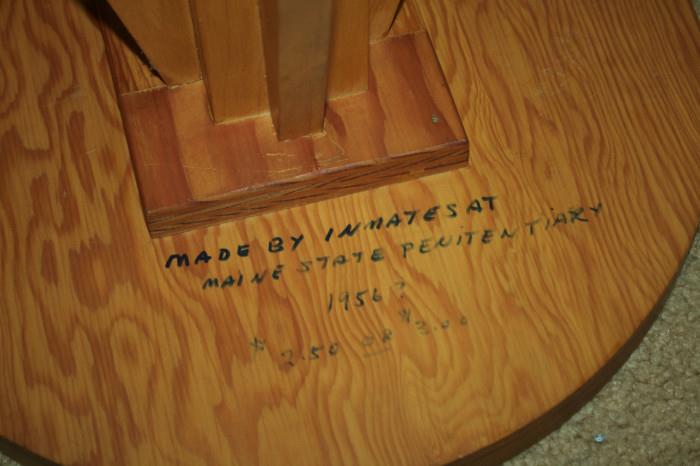 MADE BY INMATES AT
MAINE STATE PENITENTIARY
1956?
$2.50 OR $3.00